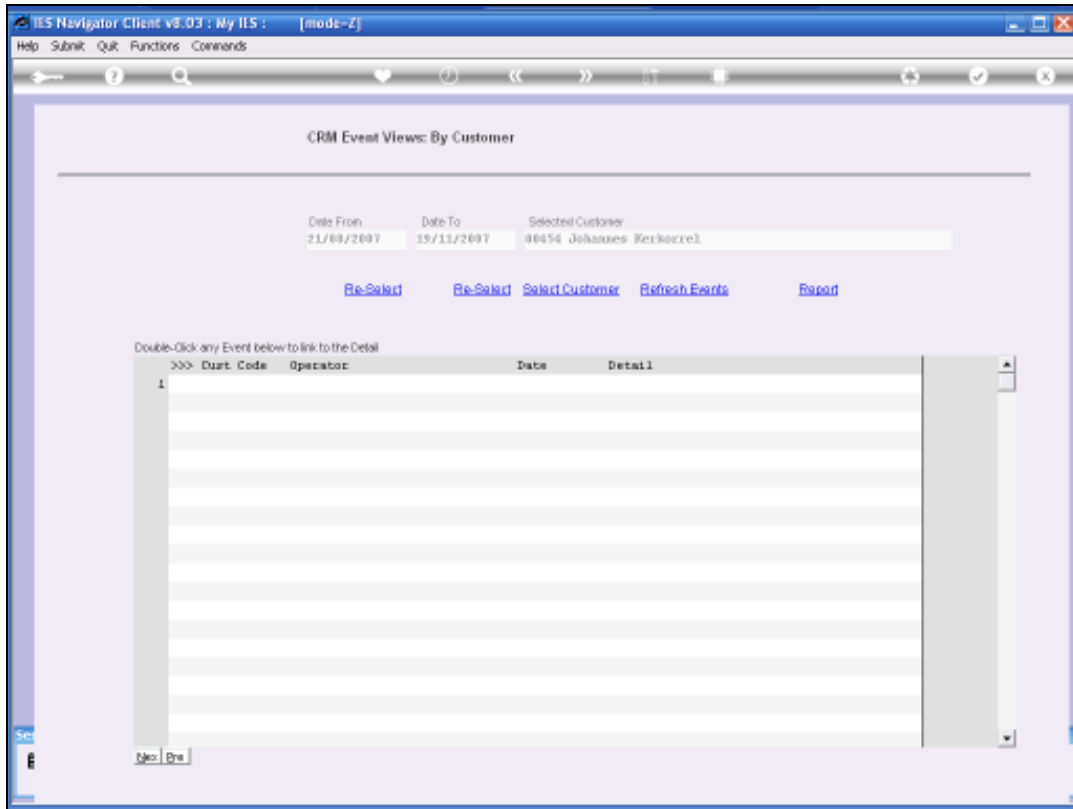 IES Navigator Client v8.03 : My IES : [mode=Z]
Help Submit Quit Functions Commands
CRM Event Views: By Customer
Date From Date To Selected Customer
21/08/2007 19/11/2007 00454 Johannes Kerkorrel
Re-Select Re-Select Select Customer Refresh Events Report
Double-Click any Event below to link to the Detail
>>> Cust Code Operator Date Detail
1
Nex Pre